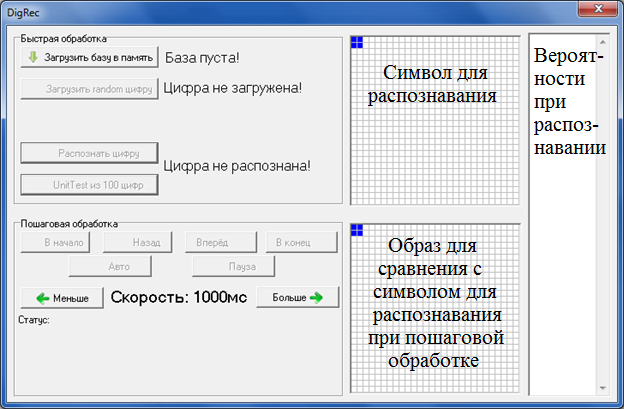 DigRec
Быстрая обработка
Загрузить базу в память
База пуста!
Загрузить random цифру
Цифра не загружена!
Распознать цифру
Цифра не распознана!
UnitTest из 100 цифр
Пошаговая обработка
В начало
Назад
Вперёд
В конец
Авто
Пауза
Меньше
Скорость: 1000мс
Больше
Статус:
Символ для
распознавания
Образ для
сравнения с
символом для
распознавания
при пошаговой
обработке
Вероят-
ности
при
распоз-
навании